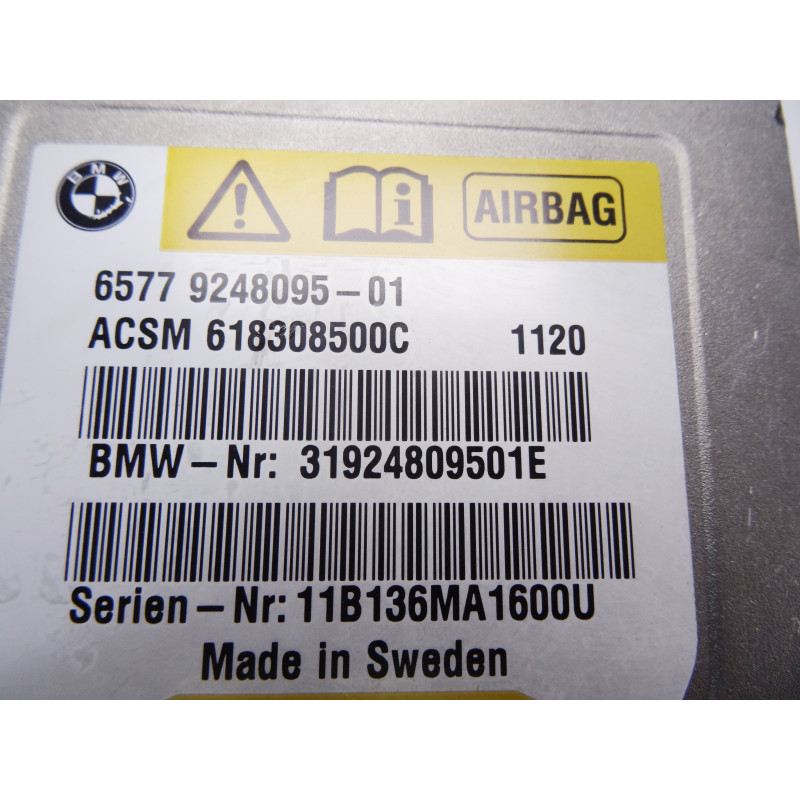 BMW
AIRBAG
6577 9248095-01
ACSM 618308500C 1120
BMW-Nr: 31924809501E
Serien-Nr: 11B136MA1600U
Made in Sweden